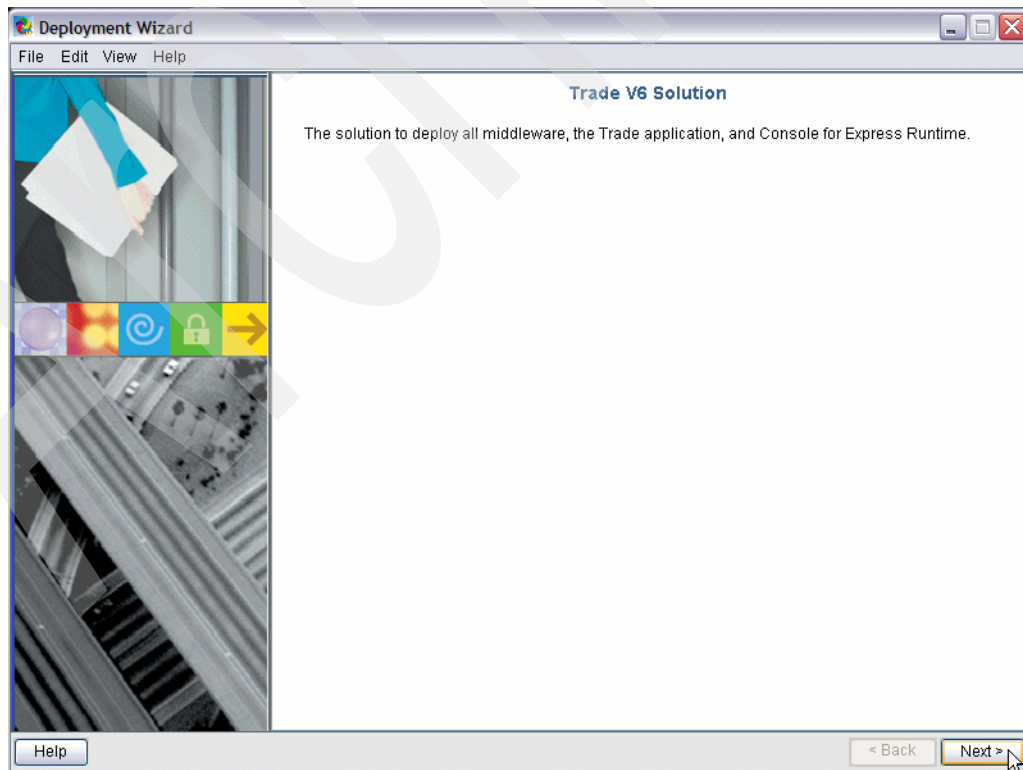 Deployment Wizard
File Edit View Help
Trade V6 Solution
The solution to deploy all middleware, the Trade application, and Console for Express Runtime.
Help
< Back
Next >